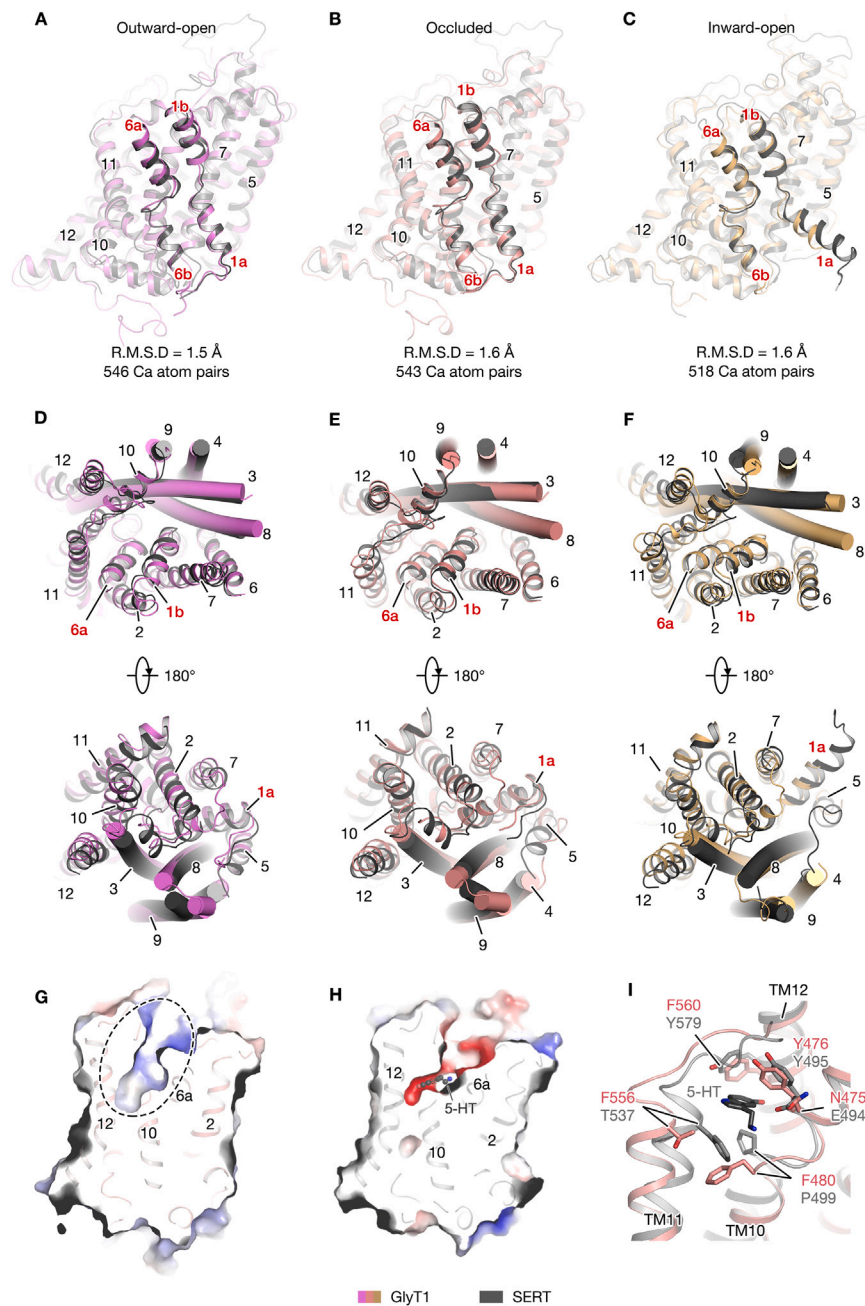 A
Outward-open
B
Occluded
C
Inward-open
1b
6a
7
11
5
12
10
6b
1a
1b
6a
7
11
5
12
10
6b
1a
1b
6a
7
11
5
12
10
6b
1a
R.M.S.D = 1.5 Å
546 Ca atom pairs
R.M.S.D = 1.6 Å
543 Ca atom pairs
R.M.S.D = 1.6 Å
518 Ca atom pairs
D
9
4
10
12
3
8
11
6
7
1b
6a
2
E
9
4
10
12
3
8
11
6
7
1b
6a
2
F
9
4
10
12
3
8
11
6
7
1b
6a
2
180°
180°
180°
11
2
7
1a
10
5
8
3
12
9
11
2
7
1a
10
5
8
12
3
4
9
7
11
2
1a
5
10
8
12
3
4
9
G
6a
12
10
2
H
12
6a
5-HT
10
2
I
TM12
F560
Y579
Y476
Y495
5-HT
F556
T537
N475
E494
F480
P499
TM11
TM10
GlyT1
SERT